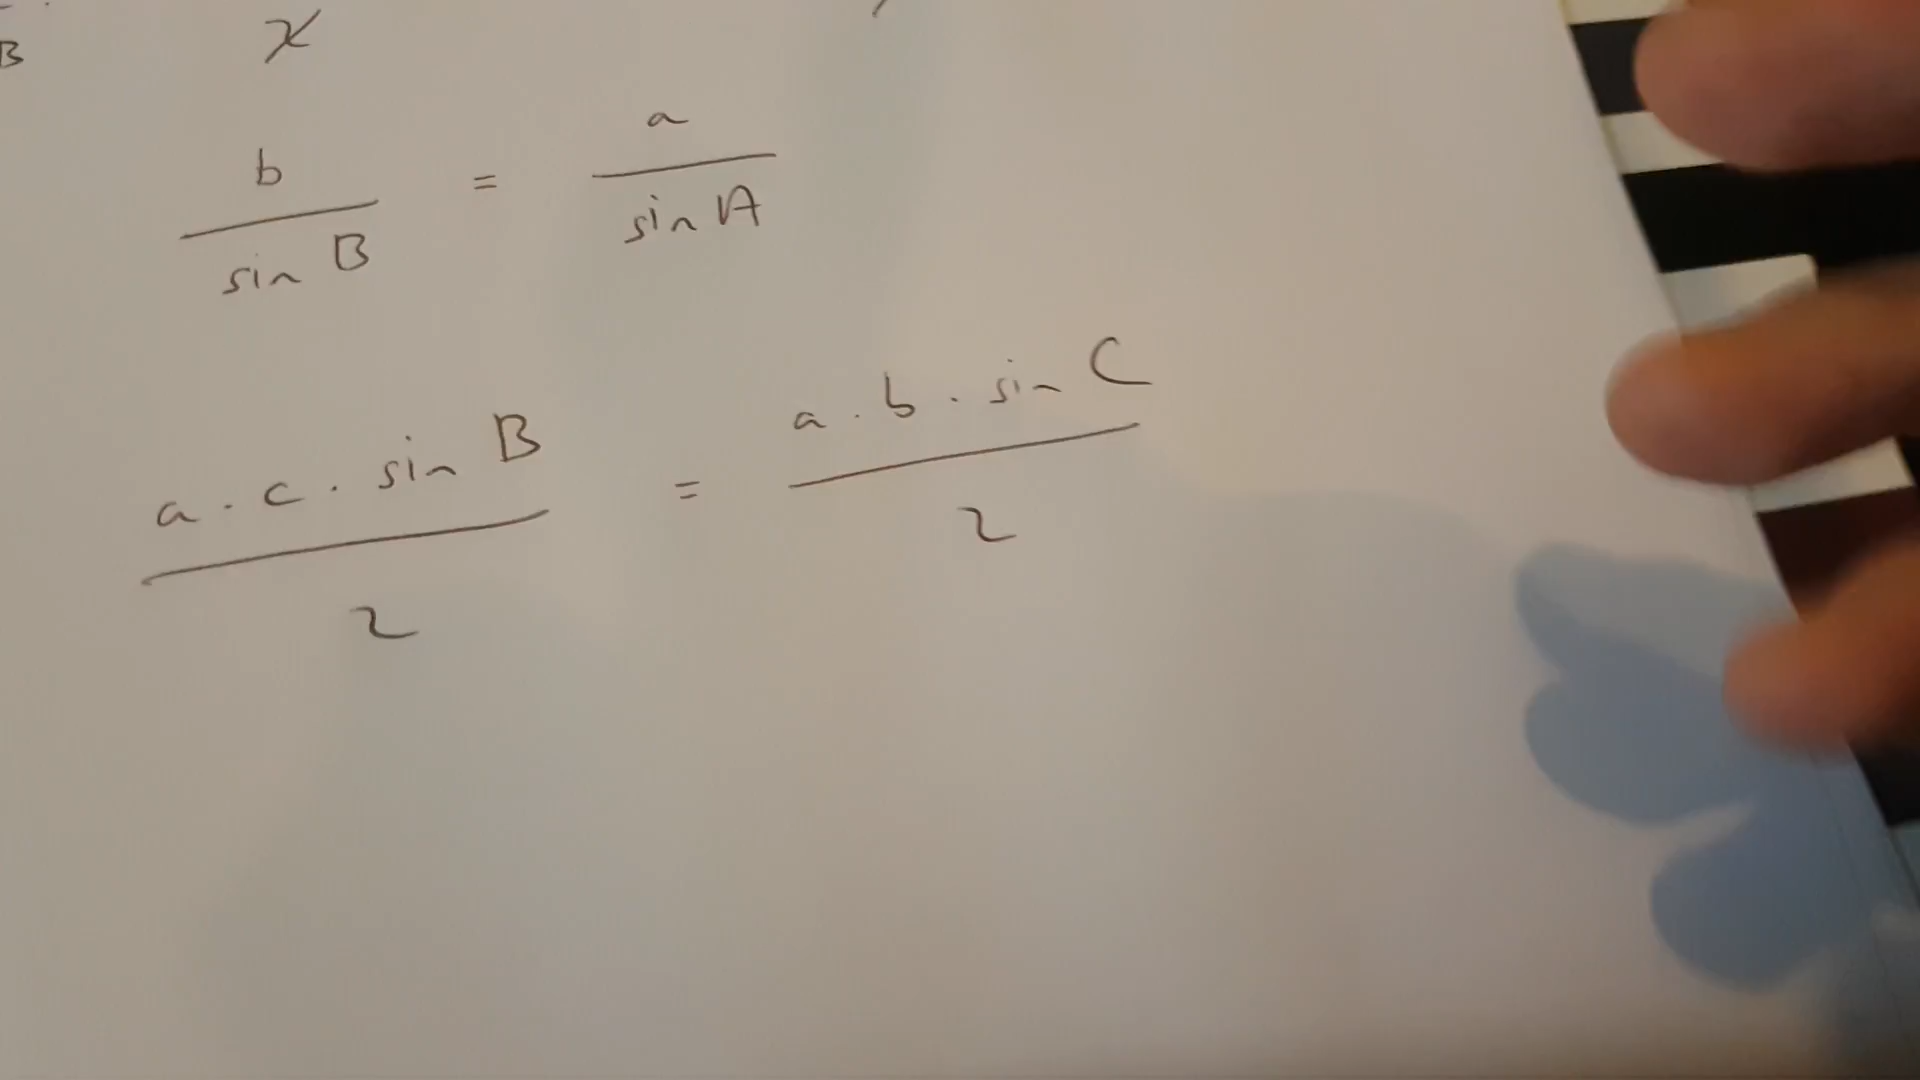 B x
b / sin B = a / sin A
a · c · sin B / 2 = a · b · sin C / 2